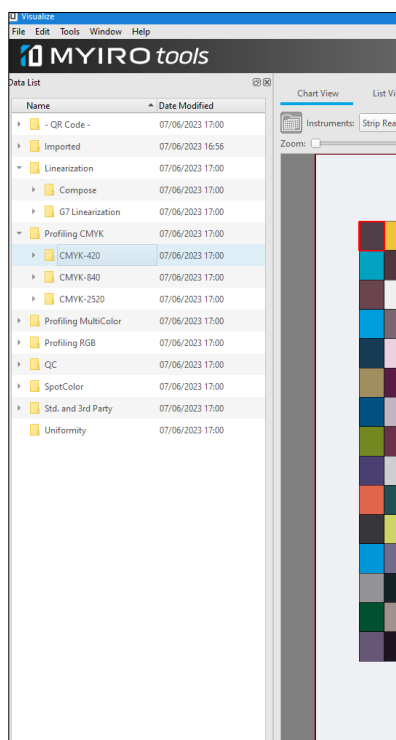 Visualize
File Edit Tools Window Help
MYIRO tools
Data List
Chart View
Name Date Modified
- QR Code - 07/06/2023 17:00
Instruments: Strip Rea
Imported 07/06/2023 16:56
Zoom:
Linearization 07/06/2023 17:00
Compose 07/06/2023 17:00
G7 Linearization 07/06/2023 17:00
Profiling CMYK 07/06/2023 17:00
CMYK-420 07/06/2023 17:00
CMYK-840 07/06/2023 17:00
CMYK-2520 07/06/2023 17:00
Profiling MultiColor 07/06/2023 17:00
Profiling RGB 07/06/2023 17:00
QC 07/06/2023 17:00
SpotColor 07/06/2023 17:00
Std. and 3rd Party 07/06/2023 17:00
Uniformity 07/06/2023 17:00